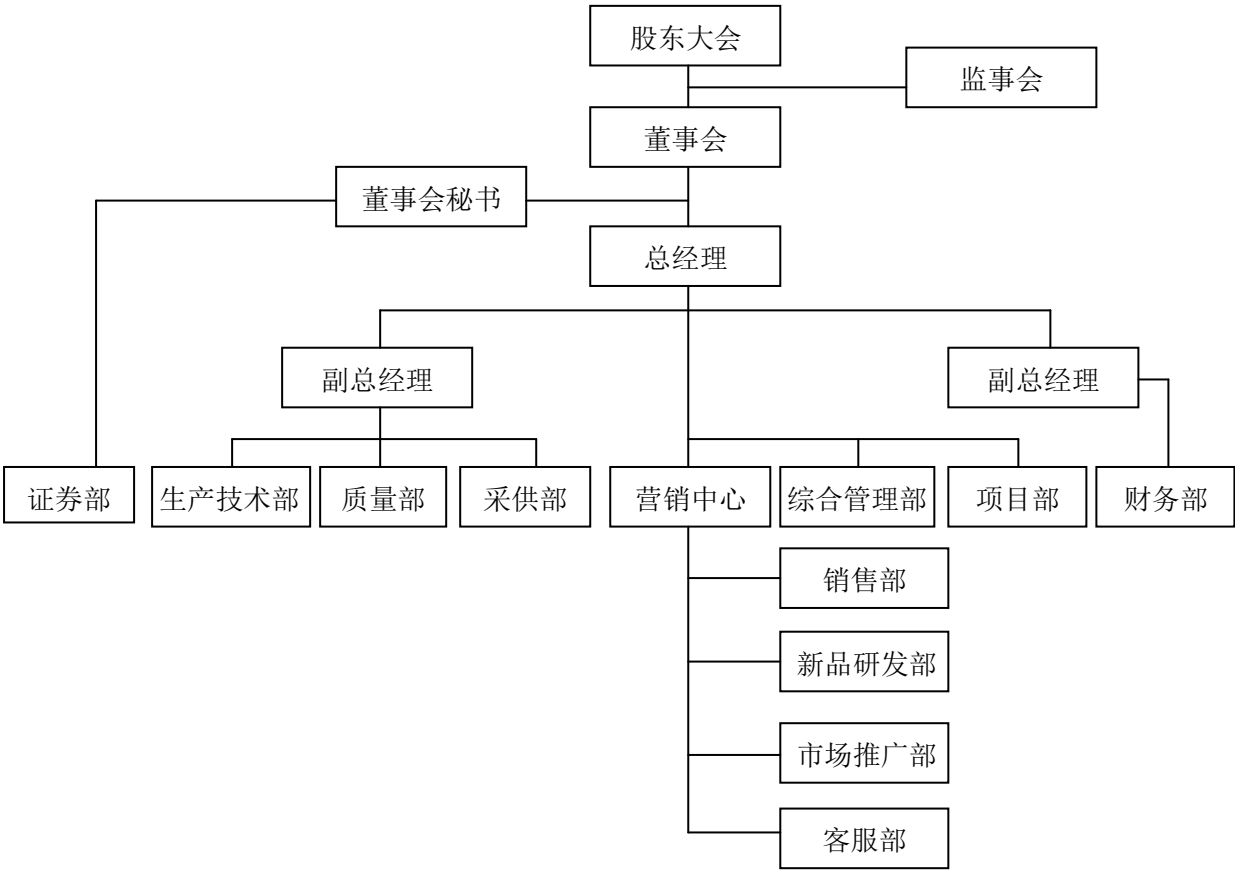 股东大会
监事会
董事会
董事会秘书
总经理
副总经理
副总经理
证券部
生产技术部
质量部
采供部
营销中心
综合管理部
项目部
财务部
销售部
新品研发部
市场推广部
客服部